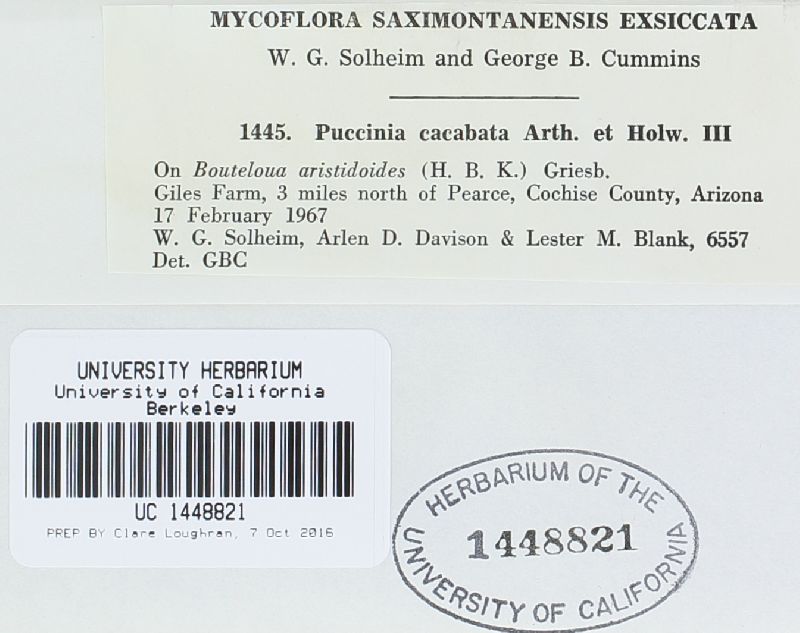 MYCOFLORA SAXIMONTANENSIS EXSICCATA
W. G. Solheim and George B. Cummins
1445. Puccinia cacabata Arth. et Holw. III
On Bouteloua aristidoides (H. B. K.) Griesb.
Giles Farm, 3 miles north of Pearce, Cochise County, Arizona
17 February 1967
W. G. Solheim, Arlen D. Davison & Lester M. Blank, 6557
Det. GBC
UNIVERSITY HERBARIUM
University of California
Berkeley
UC 1448821
PREP BY Clare Loughran, 7 Oct 2016
HERBARIUM OF THE
1448821
UNIVERSITY OF CALIFORNIA